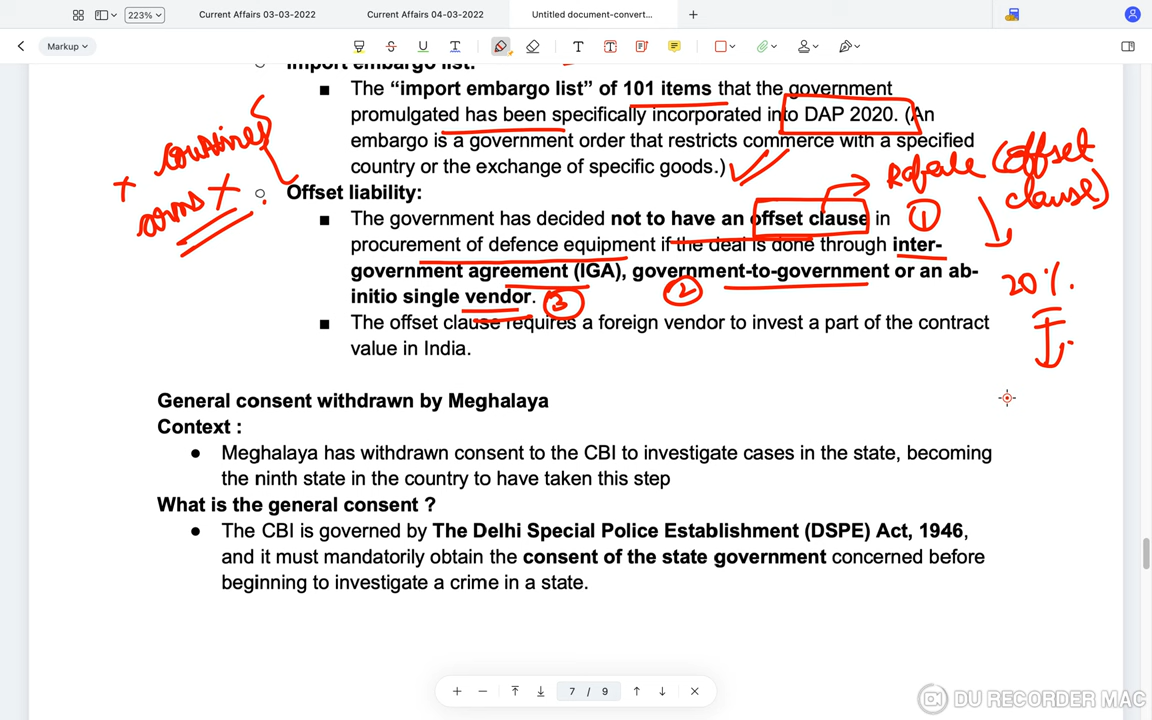 223%
Current Affairs 03-03-2022
Current Affairs 04-03-2022
Untitled document-convert...
Markup
Import embargo list:
The “import embargo list” of 101 items that the government
promulgated has been specifically incorporated into DAP 2020. (An
embargo is a government order that restricts commerce with a specified
country or the exchange of specific goods.)
countries
+ arms
Rafale (offset
clause)
Offset liability:
The government has decided not to have an offset clause in
①
procurement of defence equipment if the deal is done through inter-
government agreement (IGA), government-to-government or an ab-
20%.
initio single vendor. ③ ②
The offset clause requires a foreign vendor to invest a part of the contract
value in India.
General consent withdrawn by Meghalaya
Context :
Meghalaya has withdrawn consent to the CBI to investigate cases in the state, becoming
the ninth state in the country to have taken this step
What is the general consent ?
The CBI is governed by The Delhi Special Police Establishment (DSPE) Act, 1946,
and it must mandatorily obtain the consent of the state government concerned before
beginning to investigate a crime in a state.
7 / 9
DU RECORDER MAC